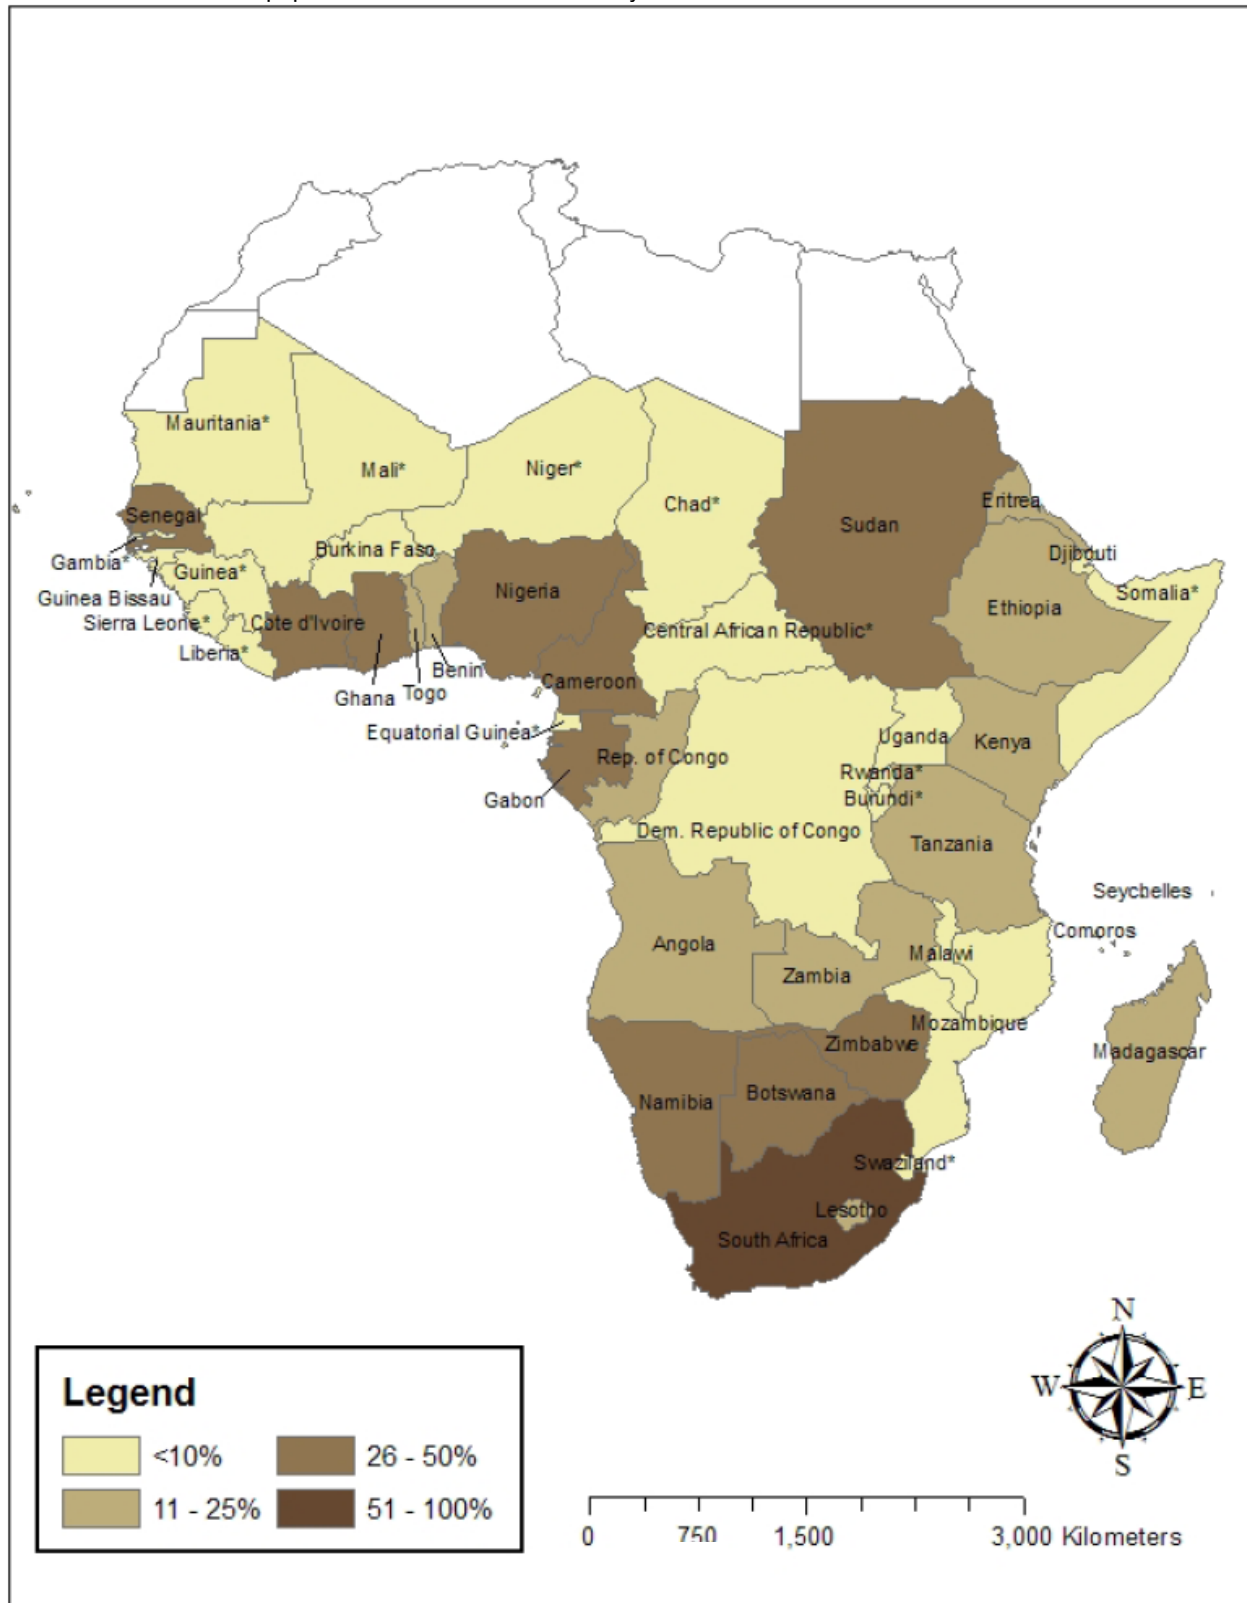 Mauritania*
Mali*
Niger*
Chad*
Sudan
Eritrea
Senegal
Gambia*
Burkina Faso
Djibouti
Guinea*
Guinea Bissau
Nigeria
Somalia*
Ethiopia
Sierra Leone*
Cote d'Ivoire
Central African Republic*
Liberia*
Benin
Ghana
Togo
Cameroon
Equatorial Guinea*
Uganda
Kenya
Rep. of Congo
Rwanda*
Gabon
Burundi*
Dem. Republic of Congo
Tanzania
Seycbelles
Comoros
Angola
Malawi
Zambia
Mozambique
Zimbabwe
Madagascar
Botswana
Namibia
Swaziland*
Lesotho
South Africa
N
W
E
S
Legend
<10%
26 - 50%
11 - 25%
51 - 100%
0
750
1,500
3,000 Kilometers